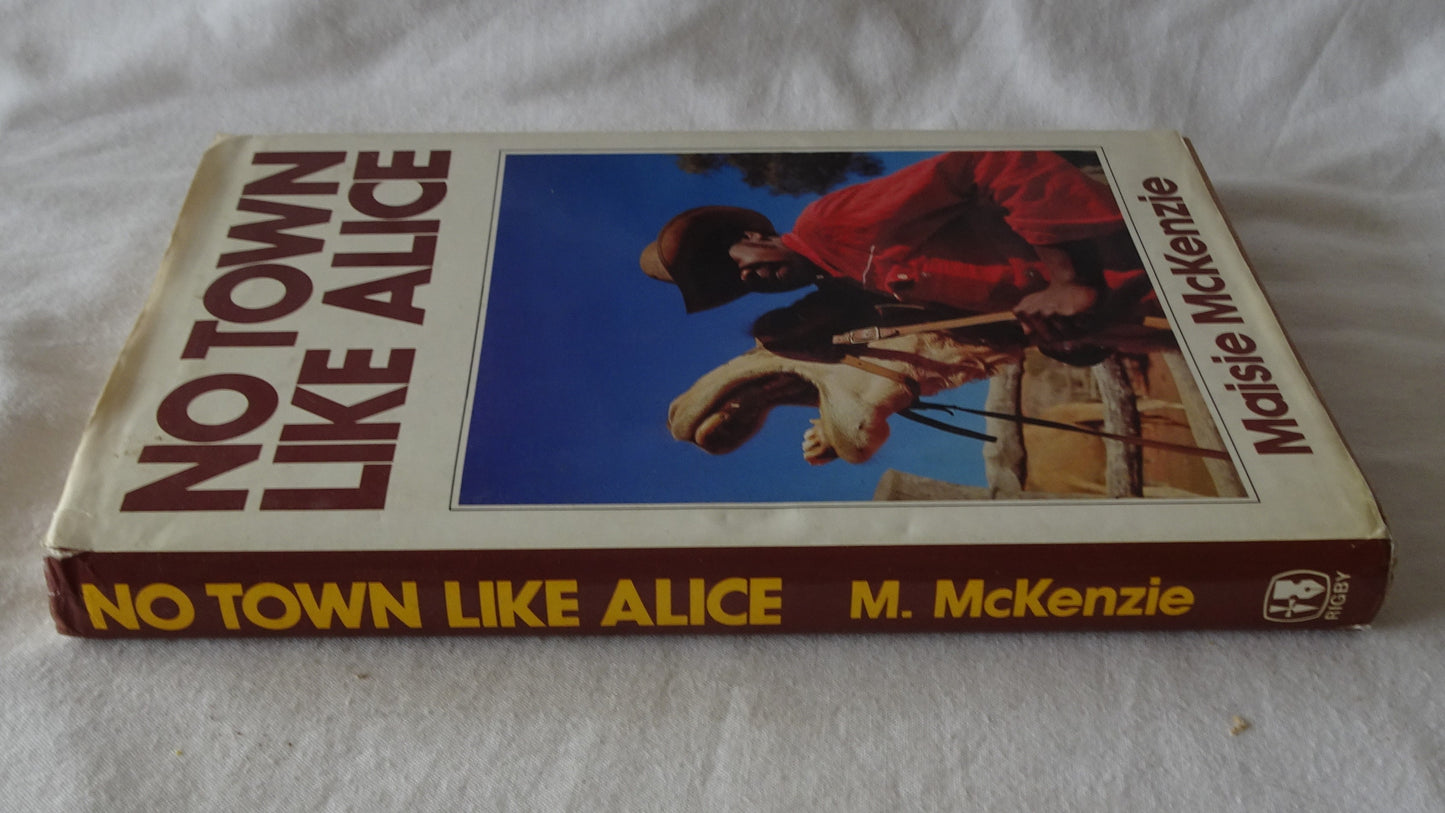 NO TOWN
LIKE ALICE
Maisie McKenzie
NO TOWN LIKE ALICE M. McKenzie
RIGBY